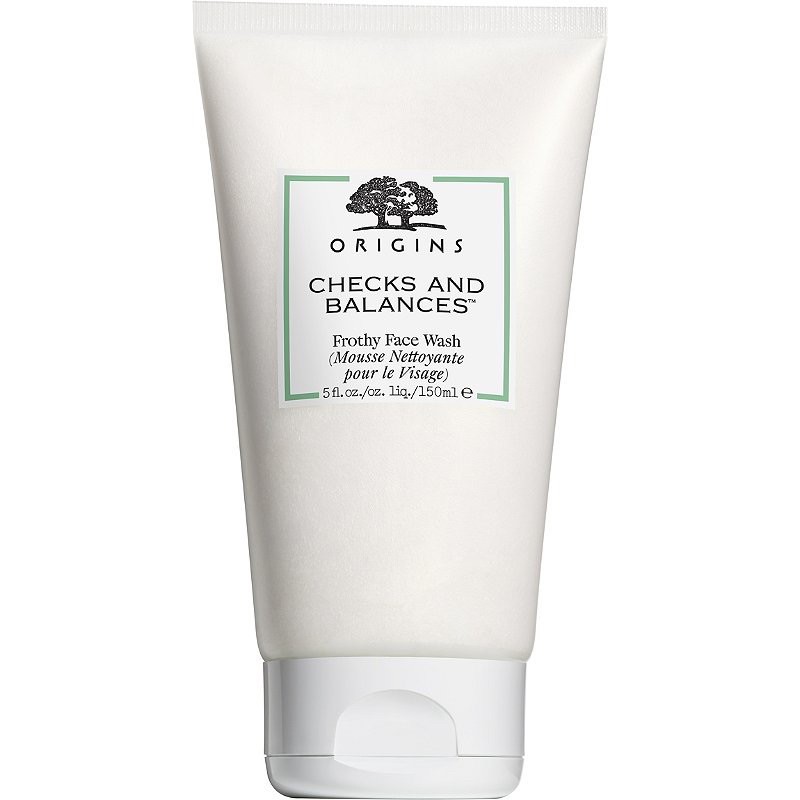 ORIGINS
CHECKS AND
BALANCES™
Frothy Face Wash
(Mousse Nettoyante
pour le Visage)
5 fl.oz./oz. liq./150ml ℮